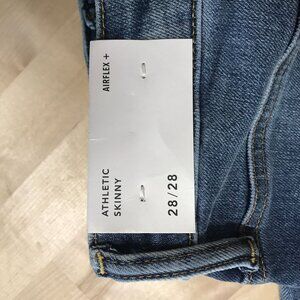 AIRFLEX +
ATHLETIC
SKINNY
28/28